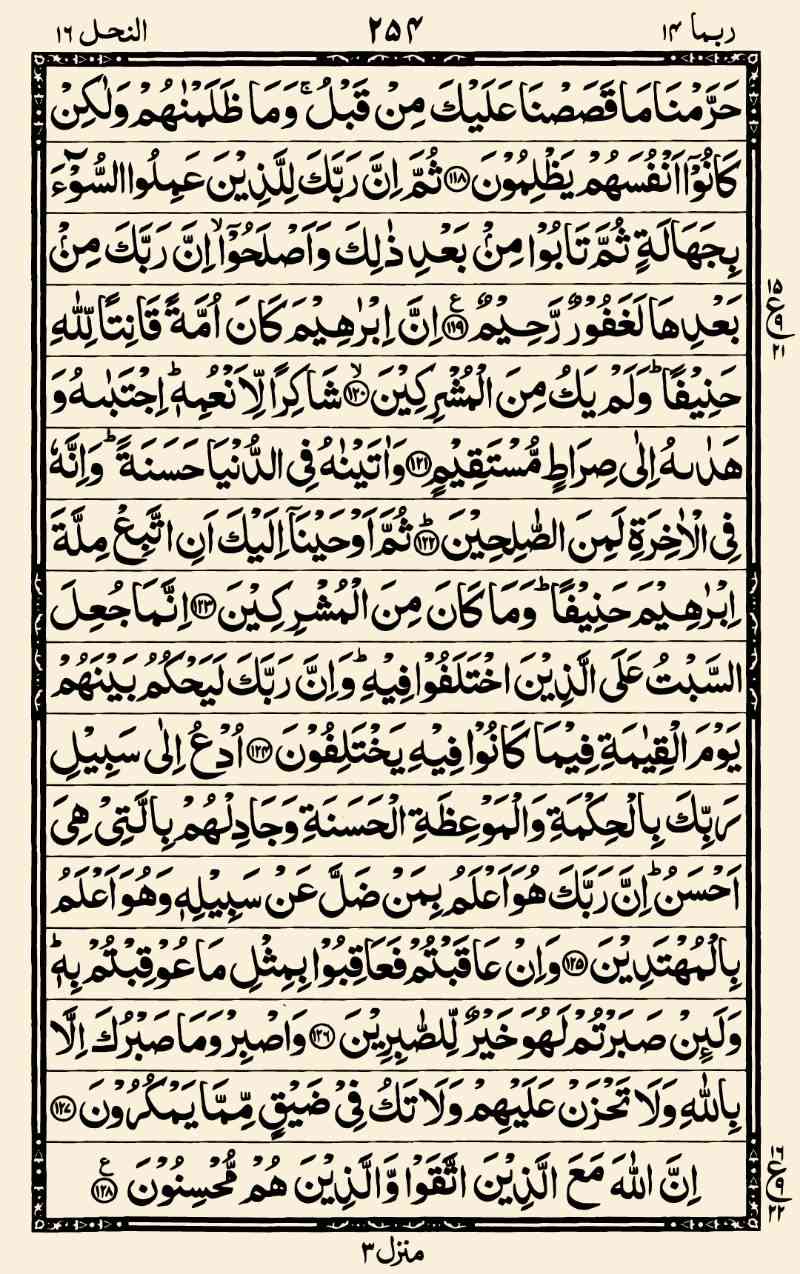 ربما ١٤ ٢٥٤ النحل ١٦
حَرَّمْنَا مَا قَصَصْنَا عَلَيْكَ مِنْ قَبْلُ ۚ وَمَا ظَلَمْنٰهُمْ وَلٰكِنْ
كَانُوْۤا اَنْفُسَهُمْ يَظْلِمُوْنَ ﴿١١٨﴾ ثُمَّ اِنَّ رَبَّكَ لِلَّذِيْنَ عَمِلُوا السُّوْٓءَ
بِجَهَالَةٍ ثُمَّ تَابُوْا مِنْۢ بَعْدِ ذٰلِكَ وَاَصْلَحُوْۤا ۙ اِنَّ رَبَّكَ مِنْۢ
بَعْدِهَا لَغَفُوْرٌ رَّحِيْمٌ ﴿١١٩﴾ ع اِنَّ اِبْرٰهِيْمَ كَانَ اُمَّةً قَانِتًا لِّلّٰهِ
١٥ ع ٩ ٢١
حَنِيْفًا ؕ وَلَمْ يَكُ مِنَ الْمُشْرِكِيْنَ ﴿١٢٠﴾ ۙ شَاكِرًا لِّاَنْعُمِهٖ ؕ اِجْتَبٰىهُ وَ
هَدٰىهُ اِلٰى صِرَاطٍ مُّسْتَقِيْمٍ ﴿١٢١﴾ وَاٰتَيْنٰهُ فِى الدُّنْيَا حَسَنَةً ؕ وَاِنَّهٗ
فِى الْاٰخِرَةِ لَمِنَ الصّٰلِحِيْنَ ﴿١٢٢﴾ ؕ ثُمَّ اَوْحَيْنَاۤ اِلَيْكَ اَنِ اتَّبِعْ مِلَّةَ
اِبْرٰهِيْمَ حَنِيْفًا ؕ وَمَا كَانَ مِنَ الْمُشْرِكِيْنَ ﴿١٢٣﴾ اِنَّمَا جُعِلَ
السَّبْتُ عَلَى الَّذِيْنَ اخْتَلَفُوْا فِيْهِ ؕ وَاِنَّ رَبَّكَ لَيَحْكُمُ بَيْنَهُمْ
يَوْمَ الْقِيٰمَةِ فِيْمَا كَانُوْا فِيْهِ يَخْتَلِفُوْنَ ﴿١٢٤﴾ اُدْعُ اِلٰى سَبِيْلِ
رَبِّكَ بِالْحِكْمَةِ وَالْمَوْعِظَةِ الْحَسَنَةِ وَجَادِلْهُمْ بِالَّتِىْ هِىَ
اَحْسَنُ ؕ اِنَّ رَبَّكَ هُوَ اَعْلَمُ بِمَنْ ضَلَّ عَنْ سَبِيْلِهٖ وَهُوَ اَعْلَمُ
بِالْمُهْتَدِيْنَ ﴿١٢٥﴾ وَاِنْ عَاقَبْتُمْ فَعَاقِبُوْا بِمِثْلِ مَا عُوْقِبْتُمْ بِهٖ ؕ
وَلَئِنْ صَبَرْتُمْ لَهُوَ خَيْرٌ لِّلصّٰبِرِيْنَ ﴿١٢٦﴾ وَاصْبِرْ وَمَا صَبْرُكَ اِلَّا
بِاللّٰهِ وَلَا تَحْزَنْ عَلَيْهِمْ وَلَا تَكُ فِىْ ضَيْقٍ مِّمَّا يَمْكُرُوْنَ ﴿١٢٧﴾
اِنَّ اللّٰهَ مَعَ الَّذِيْنَ اتَّقَوْا وَّالَّذِيْنَ هُمْ مُّحْسِنُوْنَ ﴿١٢٨﴾ ع
١٦ ع ٩ ٢٢
منزل ٣